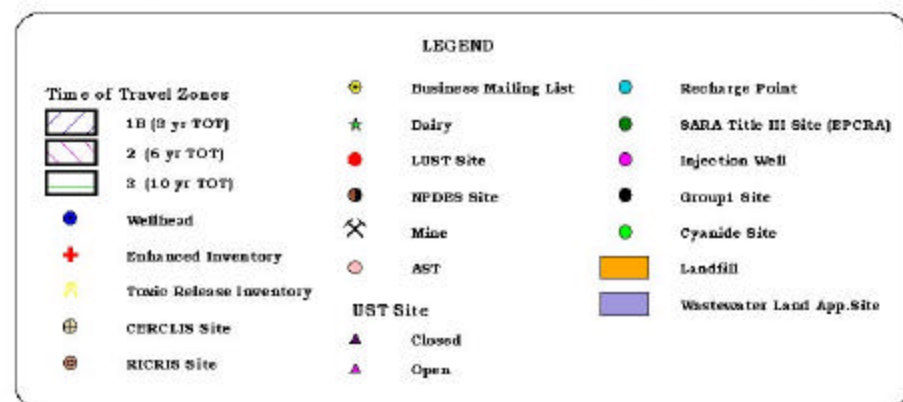 LEGEND
Time of Travel Zones
1B (3 yr TOT)
2 (6 yr TOT)
3 (10 yr TOT)
Wellhead
Enhanced Inventory
Toxic Release Inventory
CERCLIS Site
RICRIS Site
Business Mailing List
Dairy
LUST Site
NPDES Site
Mine
AST
UST Site
Closed
Open
Recharge Point
SARA Title III Site (EPCRA)
Injection Well
Group1 Site
Cyanide Site
Landfill
Wastewater Land App.Site